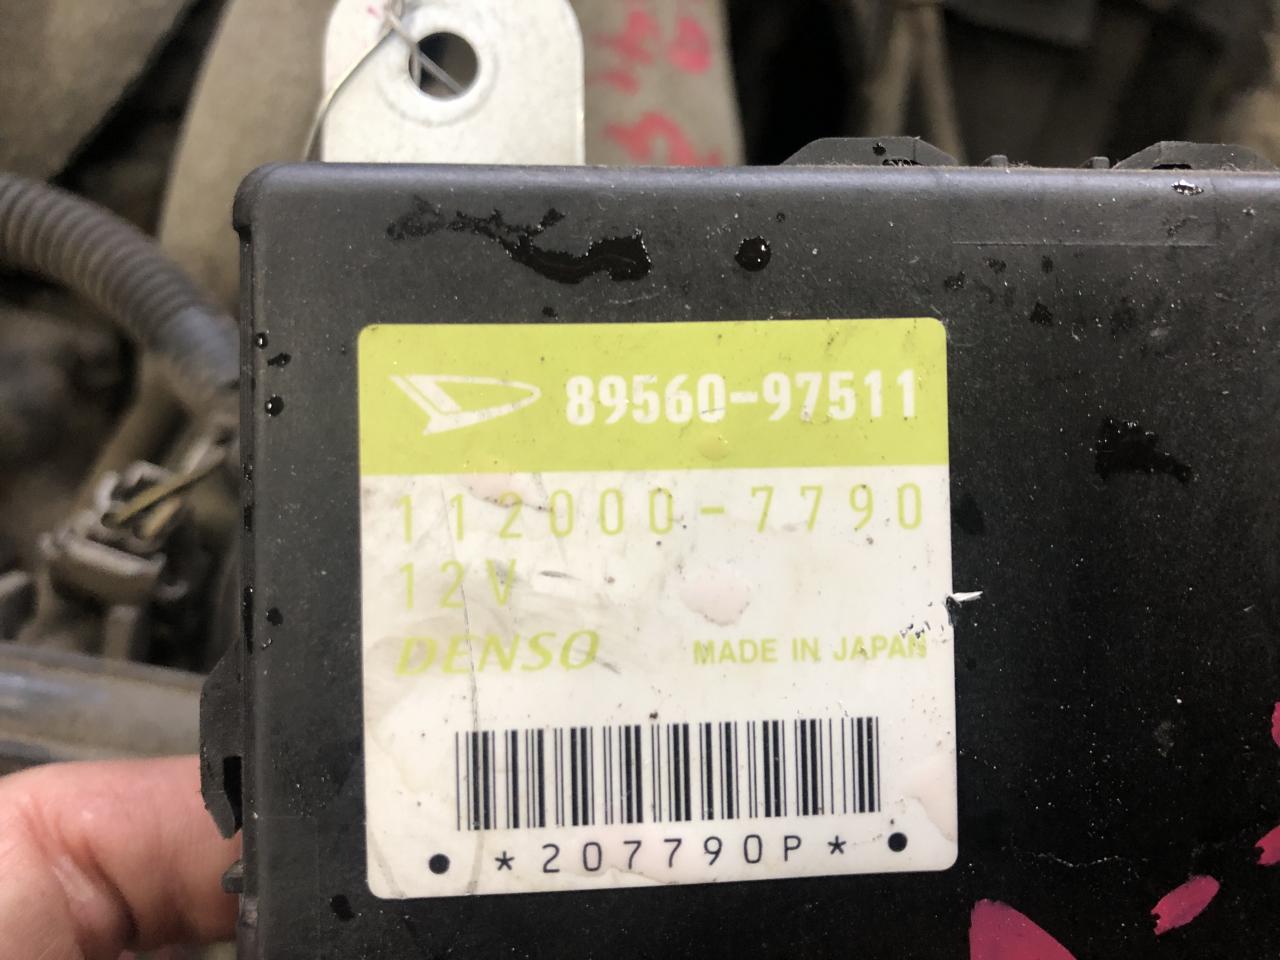 89560-97511
112000-7790
12V
DENSO MADE IN JAPAN
*207790P*